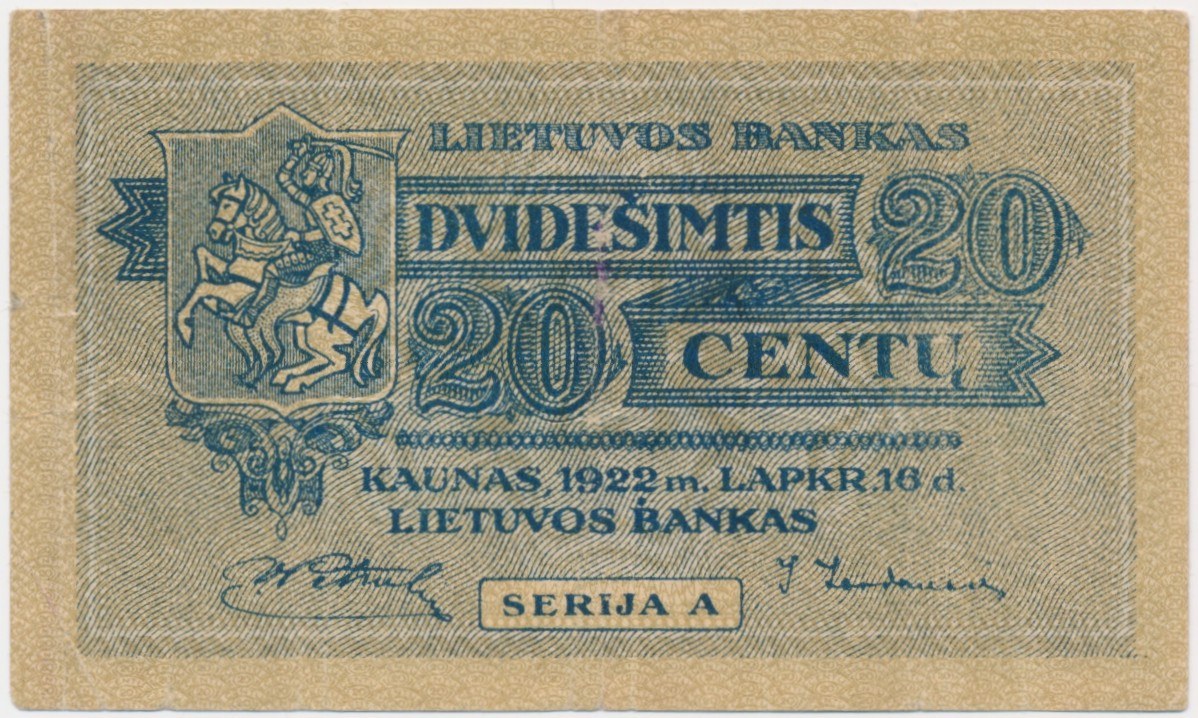 LIETUVOS BANKAS
DVIDEŠIMTIS 20
20 CENTŲ
KAUNAS, 1922 m. LAPKR. 16 d.
LIETUVOS BANKAS
SERIJA A